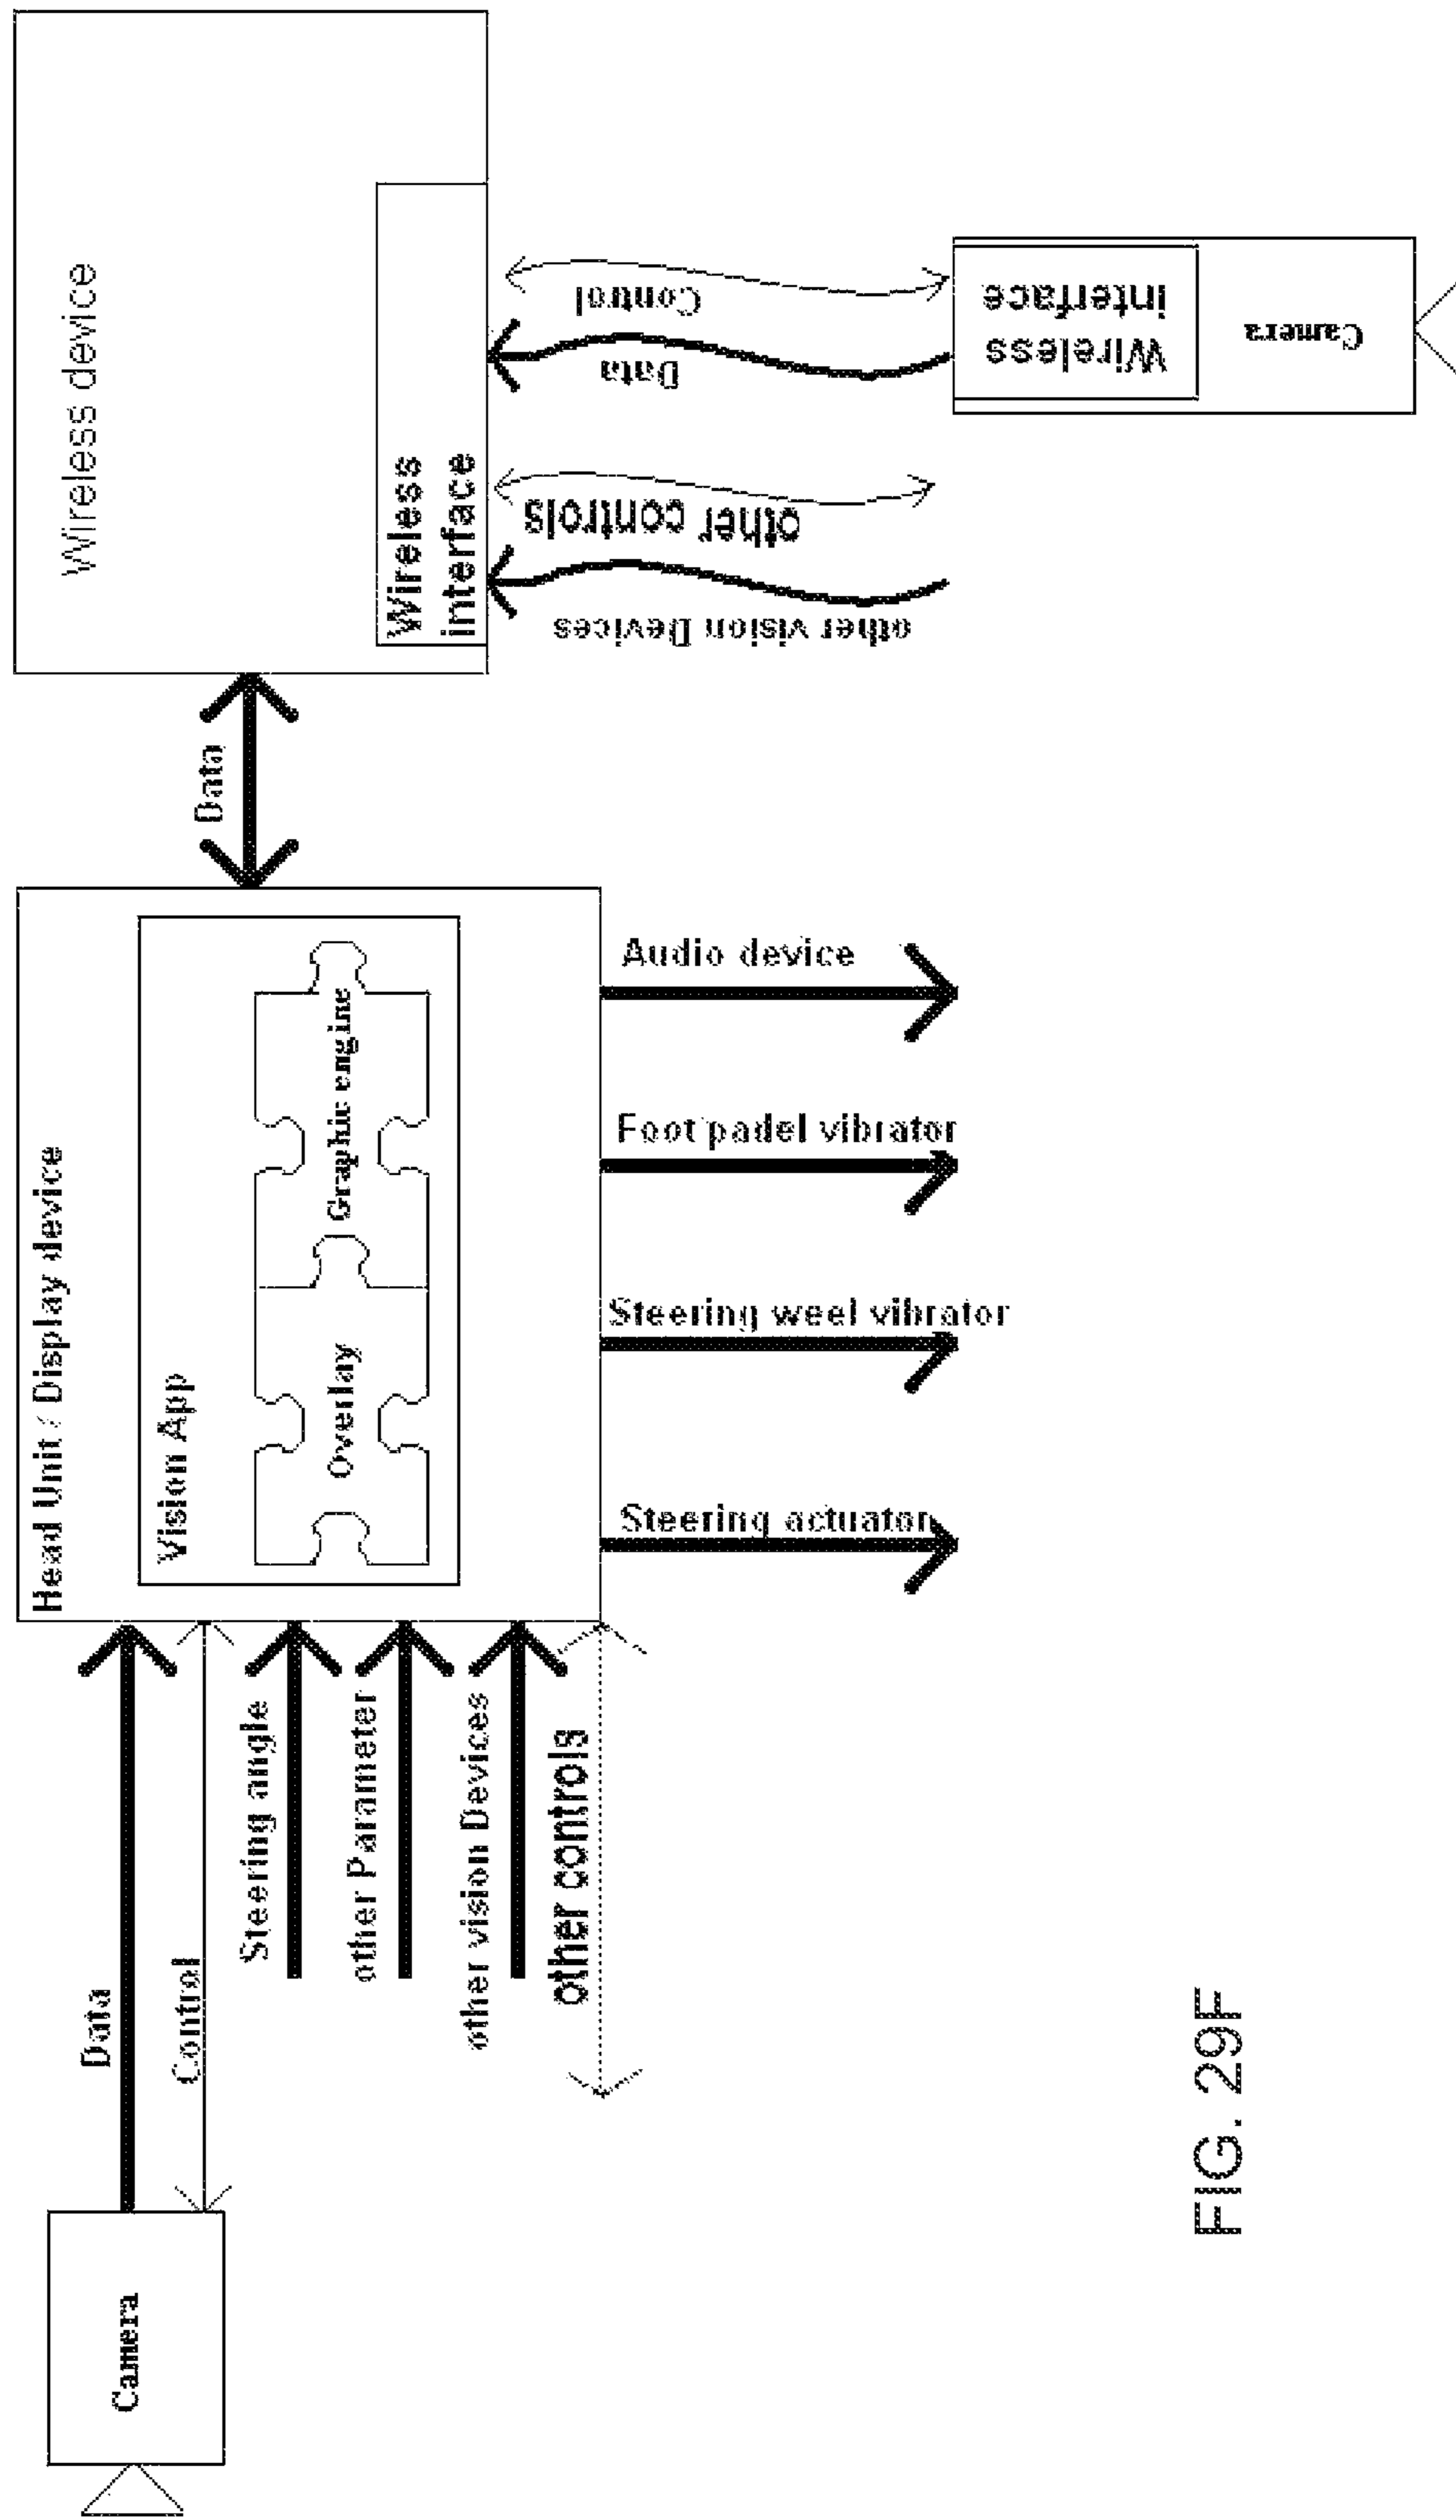 Camera
Data
Control
Steering angle
other Parameter
other vision Devices
other controls
Head Unit / Display device
Vision App
Overlay
Graphic engine
Steering actuator
Steering weel vibrator
Foot padel vibrator
Audio device
Data
Wireless device
Wireless
interface
other vision Devices
other controls
Data
Control
Wireless
interface
Camera
FIG. 29F